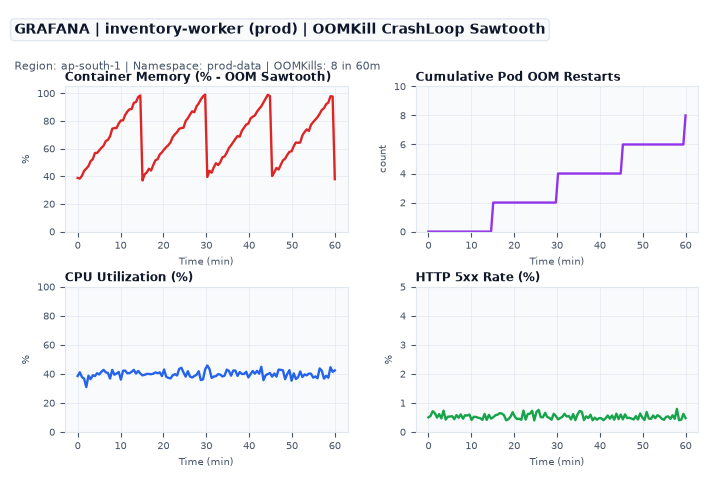 GRAFANA | inventory-worker (prod) | OOMKill CrashLoop Sawtooth
Region: ap-south-1 | Namespace: prod-data | OOMKills: 8 in 60m
Container Memory (% - OOM Sawtooth)
100
80
60
40
20
0
%
0 10 20 30 40 50 60
Time (min)
Cumulative Pod OOM Restarts
10
8
6
4
2
0
count
0 10 20 30 40 50 60
Time (min)
CPU Utilization (%)
100
80
60
40
20
0
%
0 10 20 30 40 50 60
Time (min)
HTTP 5xx Rate (%)
5
4
3
2
1
0
%
0 10 20 30 40 50 60
Time (min)